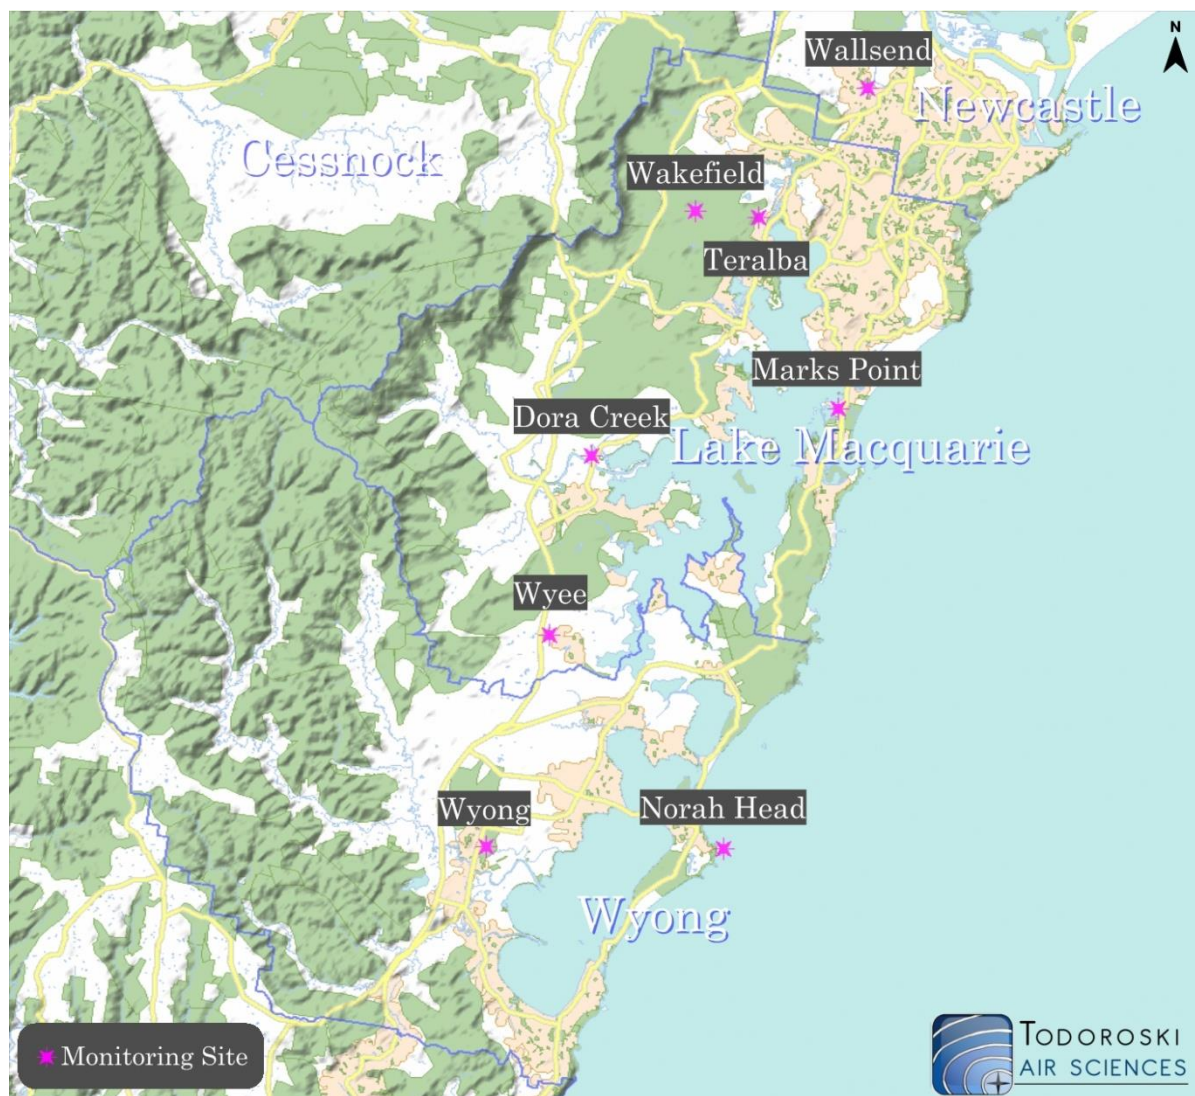 N
Wallsend
Newcastle
Cessnock
Wakefield
Teralba
Marks Point
Dora Creek
Lake Macquarie
Wyee
Wyong
Norah Head
Wyong
Monitoring Site
TODOROSKI
AIR SCIENCES